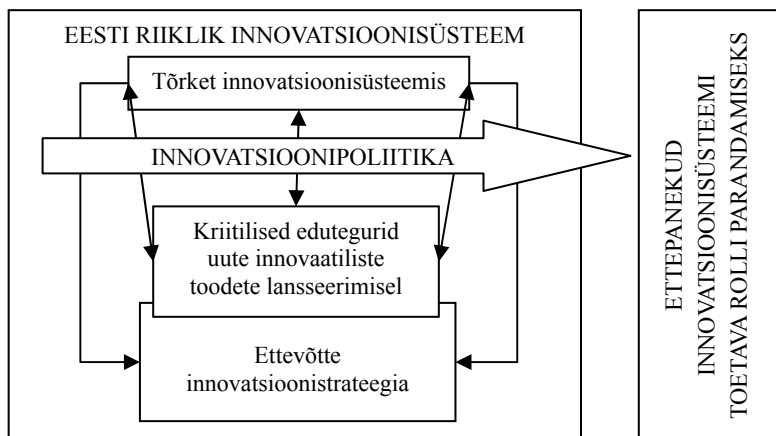 EESTI RIIKLIK INNOVATSIOONISÜSTEEM
Tõrket innovatsioonisüsteemis
INNOVATSIOONIPOLIITIKA
Kriitilised edutegurid
uute innovaatiliste
toodete lansseerimisel
Ettevõtte
innovatsioonistrateegia
ETTEPANEKUD
INNOVATSIOONISÜSTEEMI
TOETAVA ROLLI PARANDAMISEKS